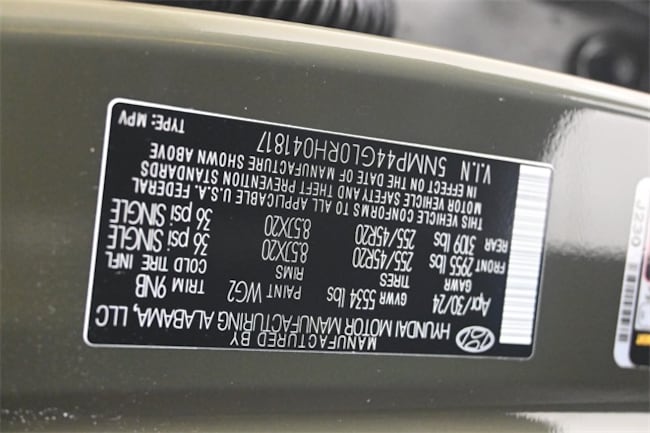 MANUFACTURED BY
HYUNDAI MOTOR MANUFACTURING ALABAMA, LLC
Apr/30/24 GVWR 5534 lbs PAINT WG2 TRIM 9NB
GAWR TIRES RIMS COLD TIRE INFL
FRONT 2955 lbs 255/45R20 8.5JX20 36 psi SINGLE
REAR 3109 lbs 255/45R20 8.5JX20 36 psi SINGLE
THIS VEHICLE CONFORMS TO ALL APPLICABLE U.S.A. FEDERAL
MOTOR VEHICLE SAFETY AND THEFT PREVENTION STANDARDS
IN EFFECT ON THE DATE OF MANUFACTURE SHOWN ABOVE
V.I.N 5NMP44GL0RH041817 TYPE: MPV
J230